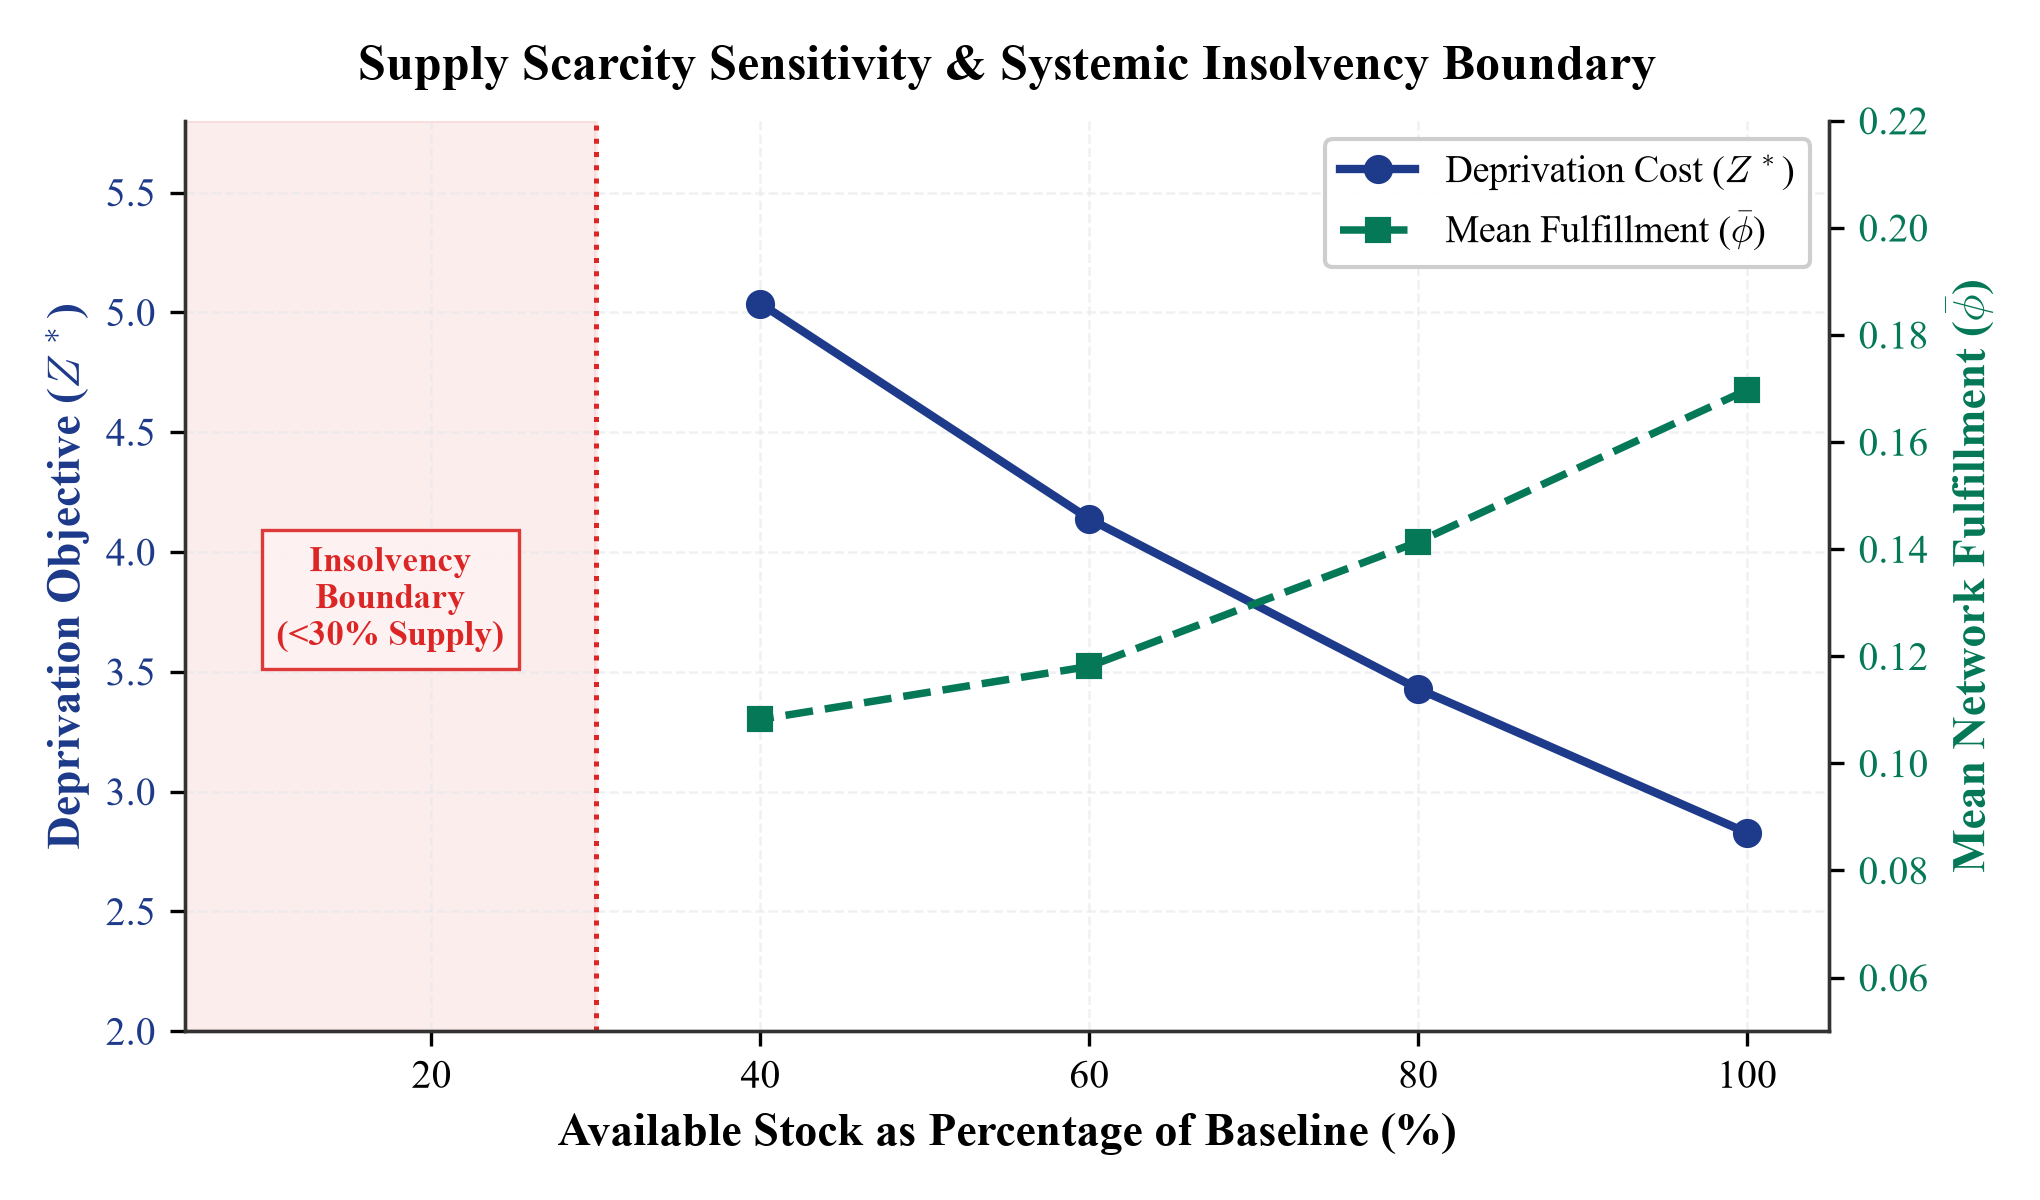 Supply Scarcity Sensitivity & Systemic Insolvency Boundary
Deprivation Cost (Z*)
Mean Fulfillment (ϕ̄)
Deprivation Objective (Z*)
5.5
5.0
4.5
4.0
3.5
3.0
2.5
2.0
Insolvency
Boundary
(<30% Supply)
0.22
0.20
0.18
0.16
0.14
0.12
0.10
0.08
0.06
Mean Network Fulfillment (ϕ̄)
20
40
60
80
100
Available Stock as Percentage of Baseline (%)